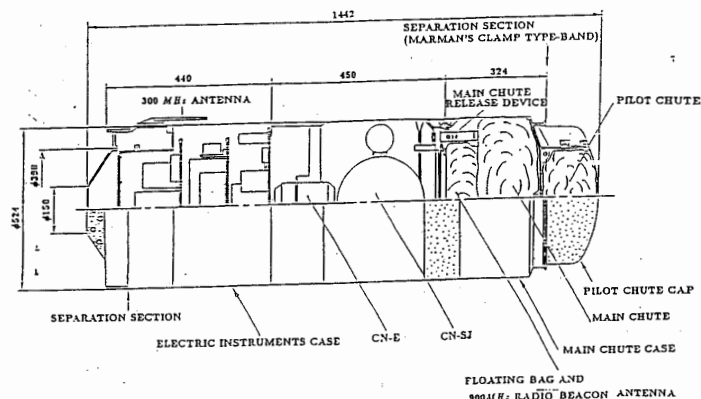 1442
SEPARATION SECTION
(MARMAN'S CLAMP TYPE-BAND)
440
450
324
300 MHz ANTENNA
MAIN CHUTE
RELEASE DEVICE
PILOT CHUTE
φ524
φ398
φ150
PILOT CHUTE CAP
SEPARATION SECTION
ELECTRIC INSTRUMENTS CASE
CN-E
CN-SJ
MAIN CHUTE
MAIN CHUTE CASE
FLOATING BAG AND
900MHz RADIO BEACON ANTENNA